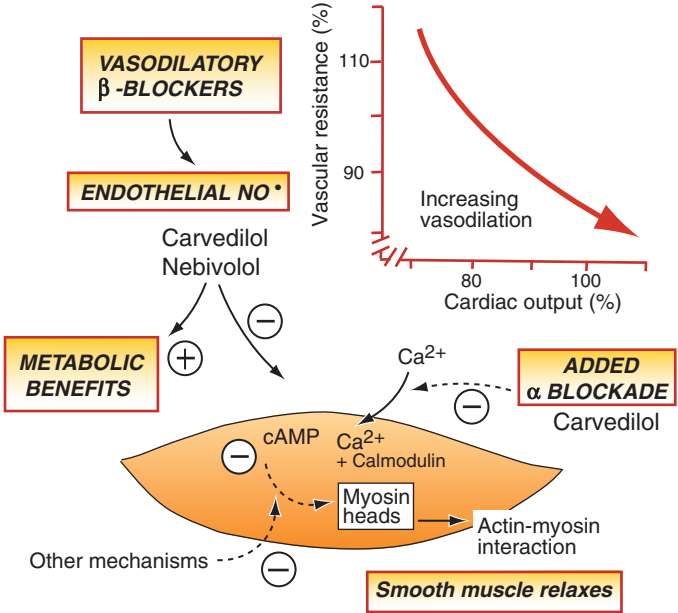 VASODILATORY
β -BLOCKERS
ENDOTHELIAL NO•
Carvedilol
Nebivolol
−
+
METABOLIC
BENEFITS
Vascular resistance (%)
110
90
Increasing
vasodilation
80
100
Cardiac output (%)
Ca2+
−
ADDED
α BLOCKADE
Carvedilol
−
cAMP
Ca2+
+ Calmodulin
Myosin
heads
Actin-myosin
interaction
Other mechanisms
−
Smooth muscle relaxes